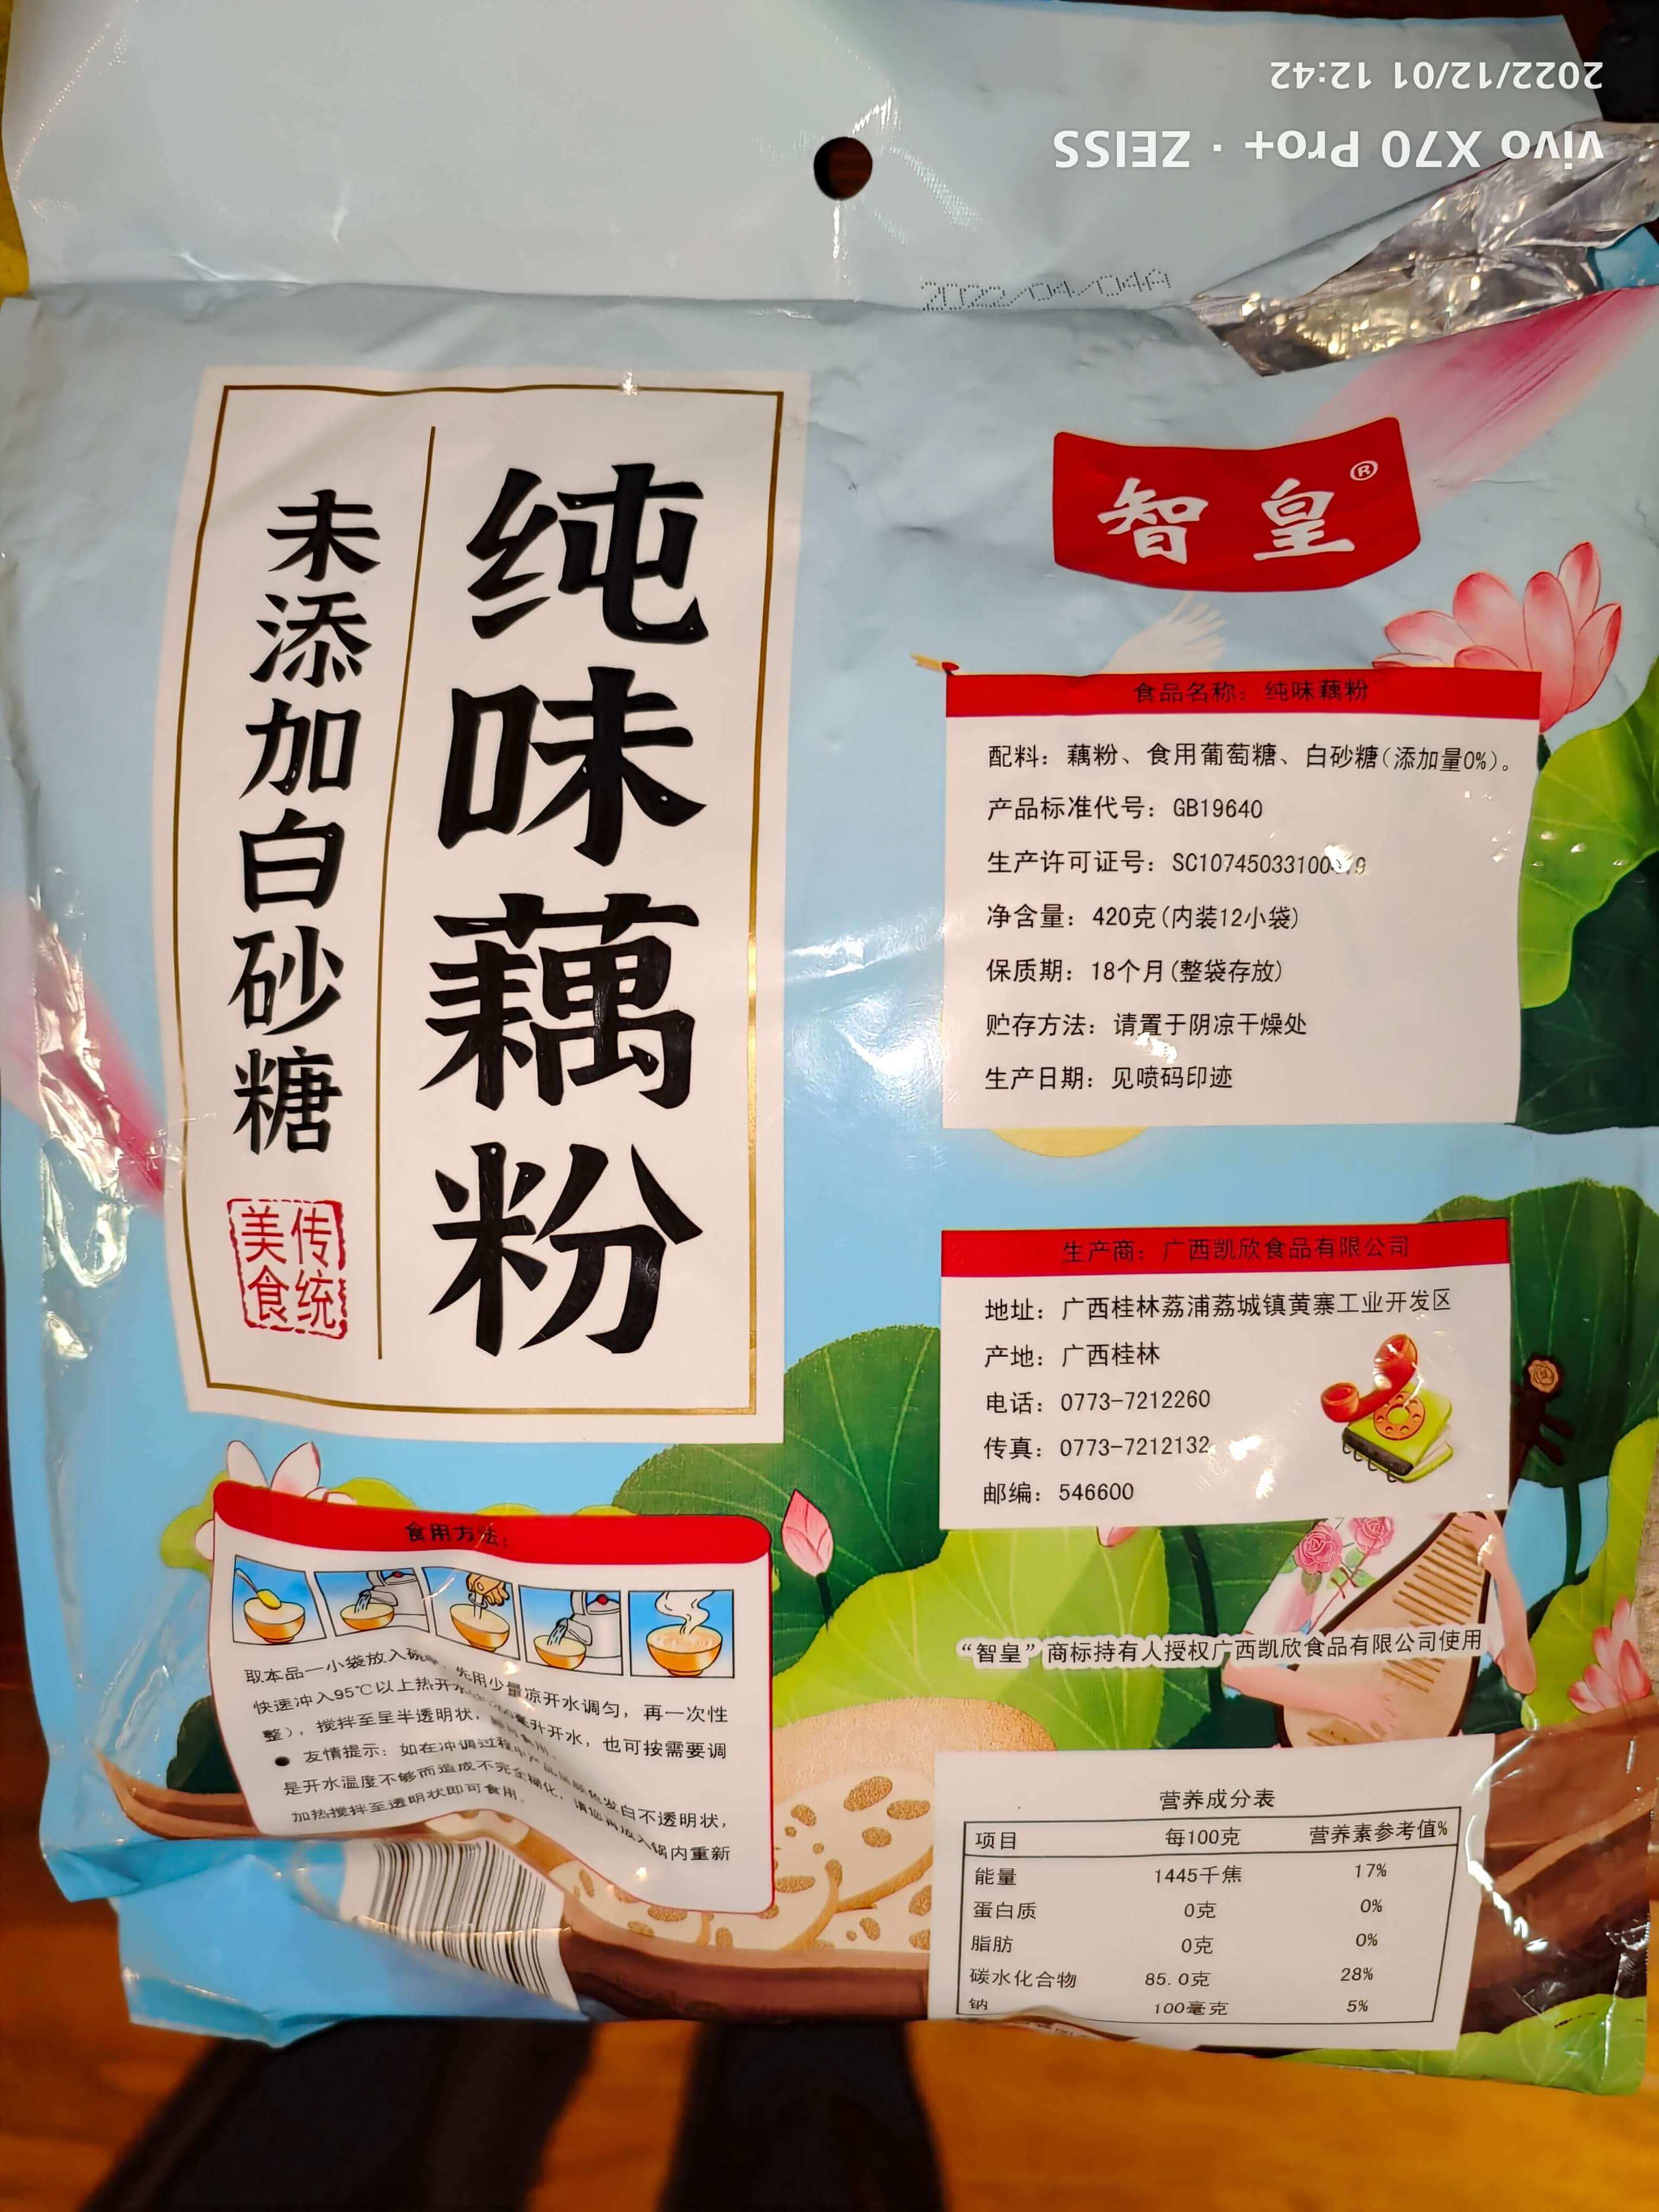 2022/12/01 12:42
vivo X70 Pro+ · ZEISS
2022/04/04A
纯味藕粉
未添加白砂糖
传统
美食
智皇®
食品名称：纯味藕粉
配料：藕粉、食用葡萄糖、白砂糖（添加量0%）。
产品标准代号：GB19640
生产许可证号：
净含量：420克(内装12小袋)
保质期：18个月(整袋存放)
贮存方法：请置于阴凉干燥处
生产日期：见喷码印迹
生产商：广西凯欣食品有限公司
地址：广西桂林荔浦荔城镇黄寨工业开发区
产地：广西桂林
电话：0773-7212260
传真：0773-7212132
邮编：546600
食用方法：
取本品一小袋放入碗 先用少量凉开水调匀，再一次性
快速冲入95℃以上热开水 毫升开水，也可按需要调
整)，搅拌至呈半透明状，
● 友情提示：如在冲调过程中 发白不透明状，
是开水温度不够而造成不完全糊化，请 放入锅内重新
加热搅拌至透明状即可食用。
“智皇”商标持有人授权广西凯欣食品有限公司使用
营养成分表
项目 每100克 营养素参考值%
能量 1445千焦 17%
蛋白质 0克 0%
脂肪 0克 0%
碳水化合物 85.0克 28%
钠 100毫克 5%